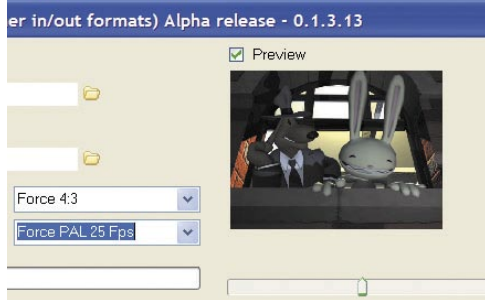 er in/out formats) Alpha release - 0.1.3.13
Preview
Force 4:3
Force PAL 25 Fps